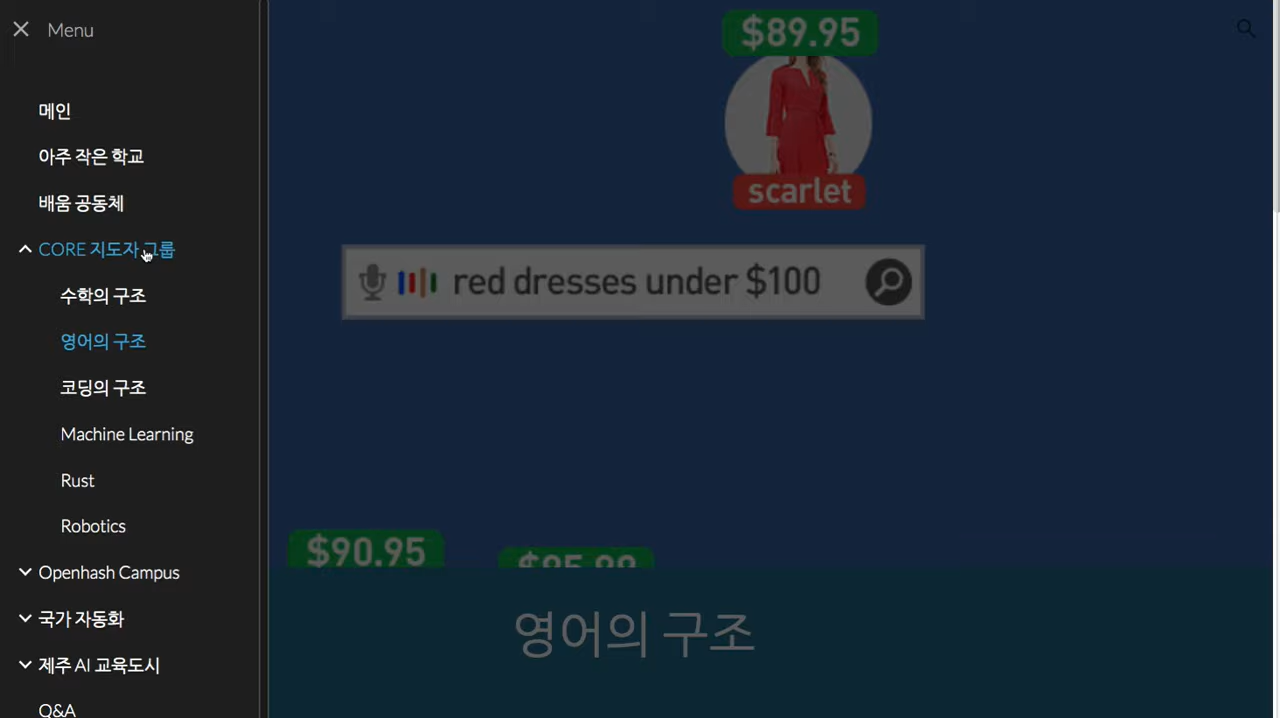 Menu
메인
아주 작은 학교
배움 공동체
CORE 지도자 그룹
수학의 구조
영어의 구조
코딩의 구조
Machine Learning
Rust
Robotics
Openhash Campus
국가 자동화
제주 AI 교육도시
Q&A
$89.95
scarlet
red dresses under $100
$90.95
$95.99
영어의 구조